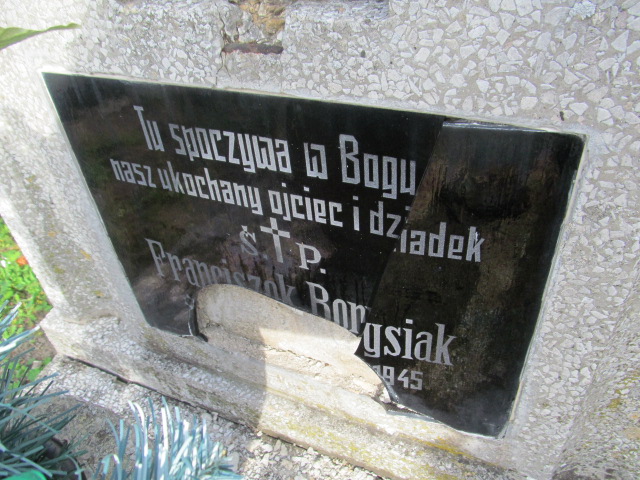 Tu spoczywa w Bogu
nasz ukochany ojciec i dziadek
Ś † P.
Franciszek Borysiak
1945